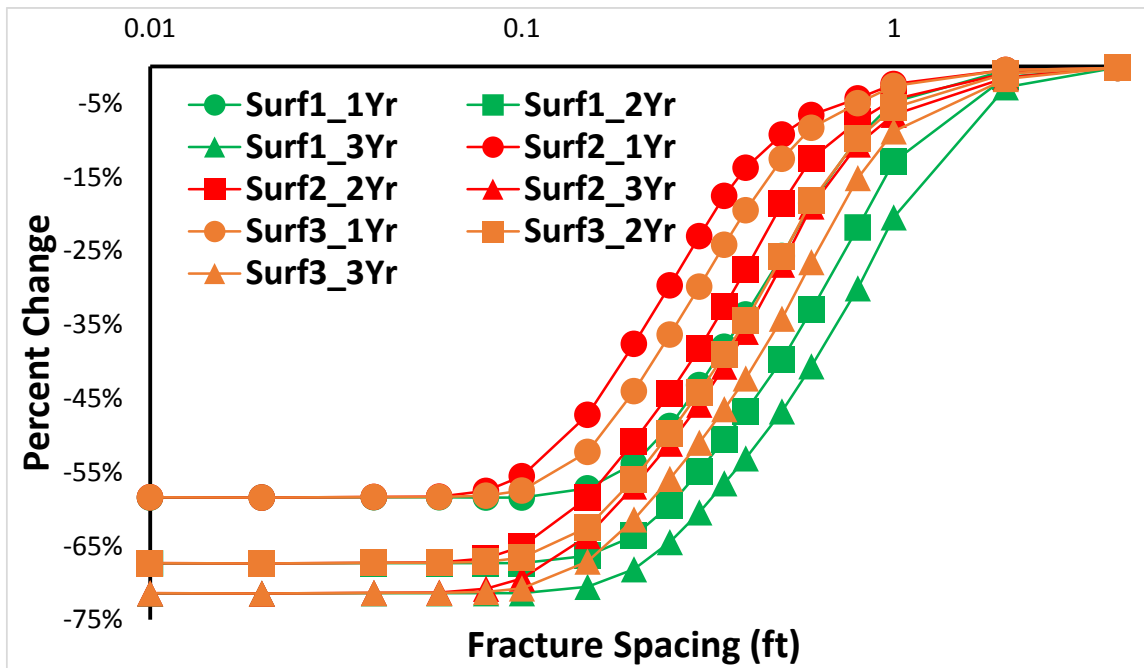 0.01 0.1 1
-5%
-15%
-25%
-35%
-45%
-55%
-65%
-75%
Percent Change
Surf1_1Yr Surf1_2Yr
Surf1_3Yr Surf2_1Yr
Surf2_2Yr Surf2_3Yr
Surf3_1Yr Surf3_2Yr
Surf3_3Yr
Fracture Spacing (ft)